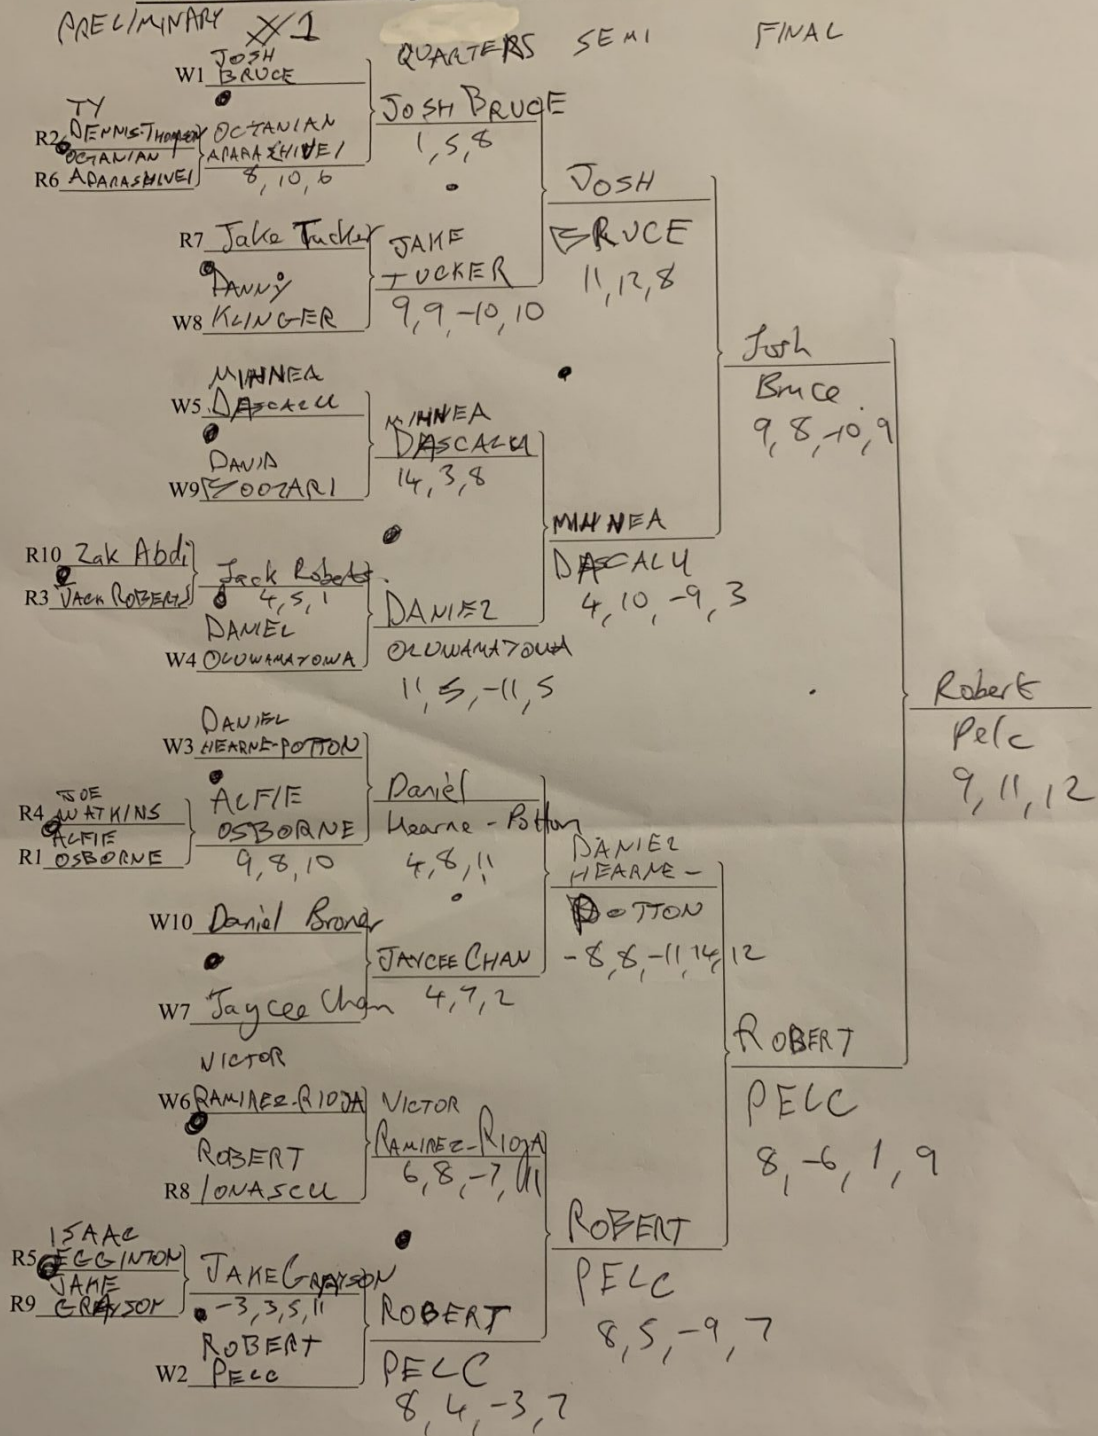 PRELIMINARY #1
QUARTERS SEMI FINAL
JOSH
W1 BRUCE
JOSH BRUCE
1, 5, 8
TY
R2 DENNIS-THOMPSON
OCTANIAN
R6 APARASHIVEI
OCTANIAN
APARASHIVEI
8, 10, 6
JOSH
BRUCE
11, 12, 8
R7 Jake Tucker
JAKE
TUCKER
9, 9, -10, 10
DANNY
W8 KLINGER
Josh
Bruce
9, 8, -10, 9
MIHNEA
W5 DASCALU
MIHNEA
DASCALU
14, 3, 8
DAVID
W9 BOOZARI
MIHNEA
DASCALU
4, 10, -9, 3
R10 Zak Abdi
R3 JACK ROBERTS
Jack Roberts
4, 5, 1
DANIEL
W4 OLUWAMAYOWA
DANIEL
OLUWAMAYOWA
11, 5, -11, 5
Robert
Pelc
9, 11, 12
DANIEL
W3 HEARNE-POTTON
Daniel
Hearne-Potton
4, 8, 11
JOE
R4 WATKINS
ALFIE
R1 OSBORNE
ALFIE
OSBORNE
9, 8, 10
DANIEL
HEARNE-
POTTON
-8, 8, -11, 14, 12
W10 Daniel Broner
JAYCEE CHAN
4, 7, 2
W7 Jaycee Chan
ROBERT
PELC
8, -6, 1, 9
VICTOR
W6 RAMIREZ-RIOJA
VICTOR
RAMIREZ-RIOJA
6, 8, -7, 11
ROBERT
R8 IONASCU
ROBERT
PELC
8, 5, -9, 7
ISAAC
R5 EGGINTON
JAKE
R9 GRAYSON
JAKE GRAYSON
-3, 3, 5, 11
ROBERT
W2 PELC
ROBERT
PELC
8, 4, -3, 7